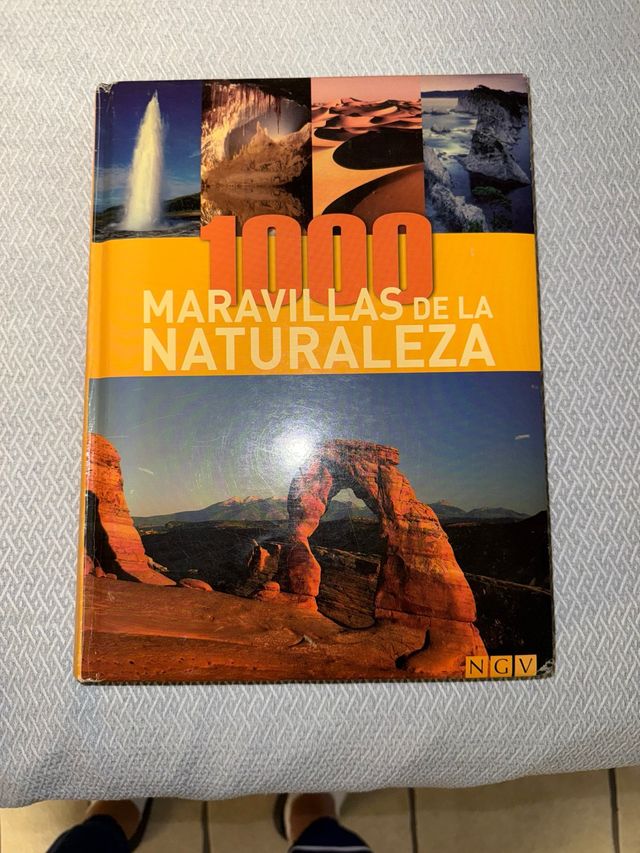 1000
MARAVILLAS DE LA
NATURALEZA
NGV